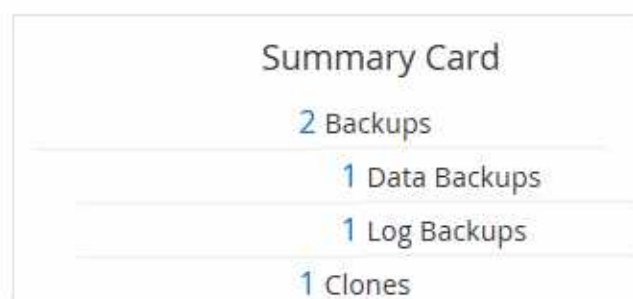 Summary Card
2 Backups
1 Data Backups
1 Log Backups
1 Clones